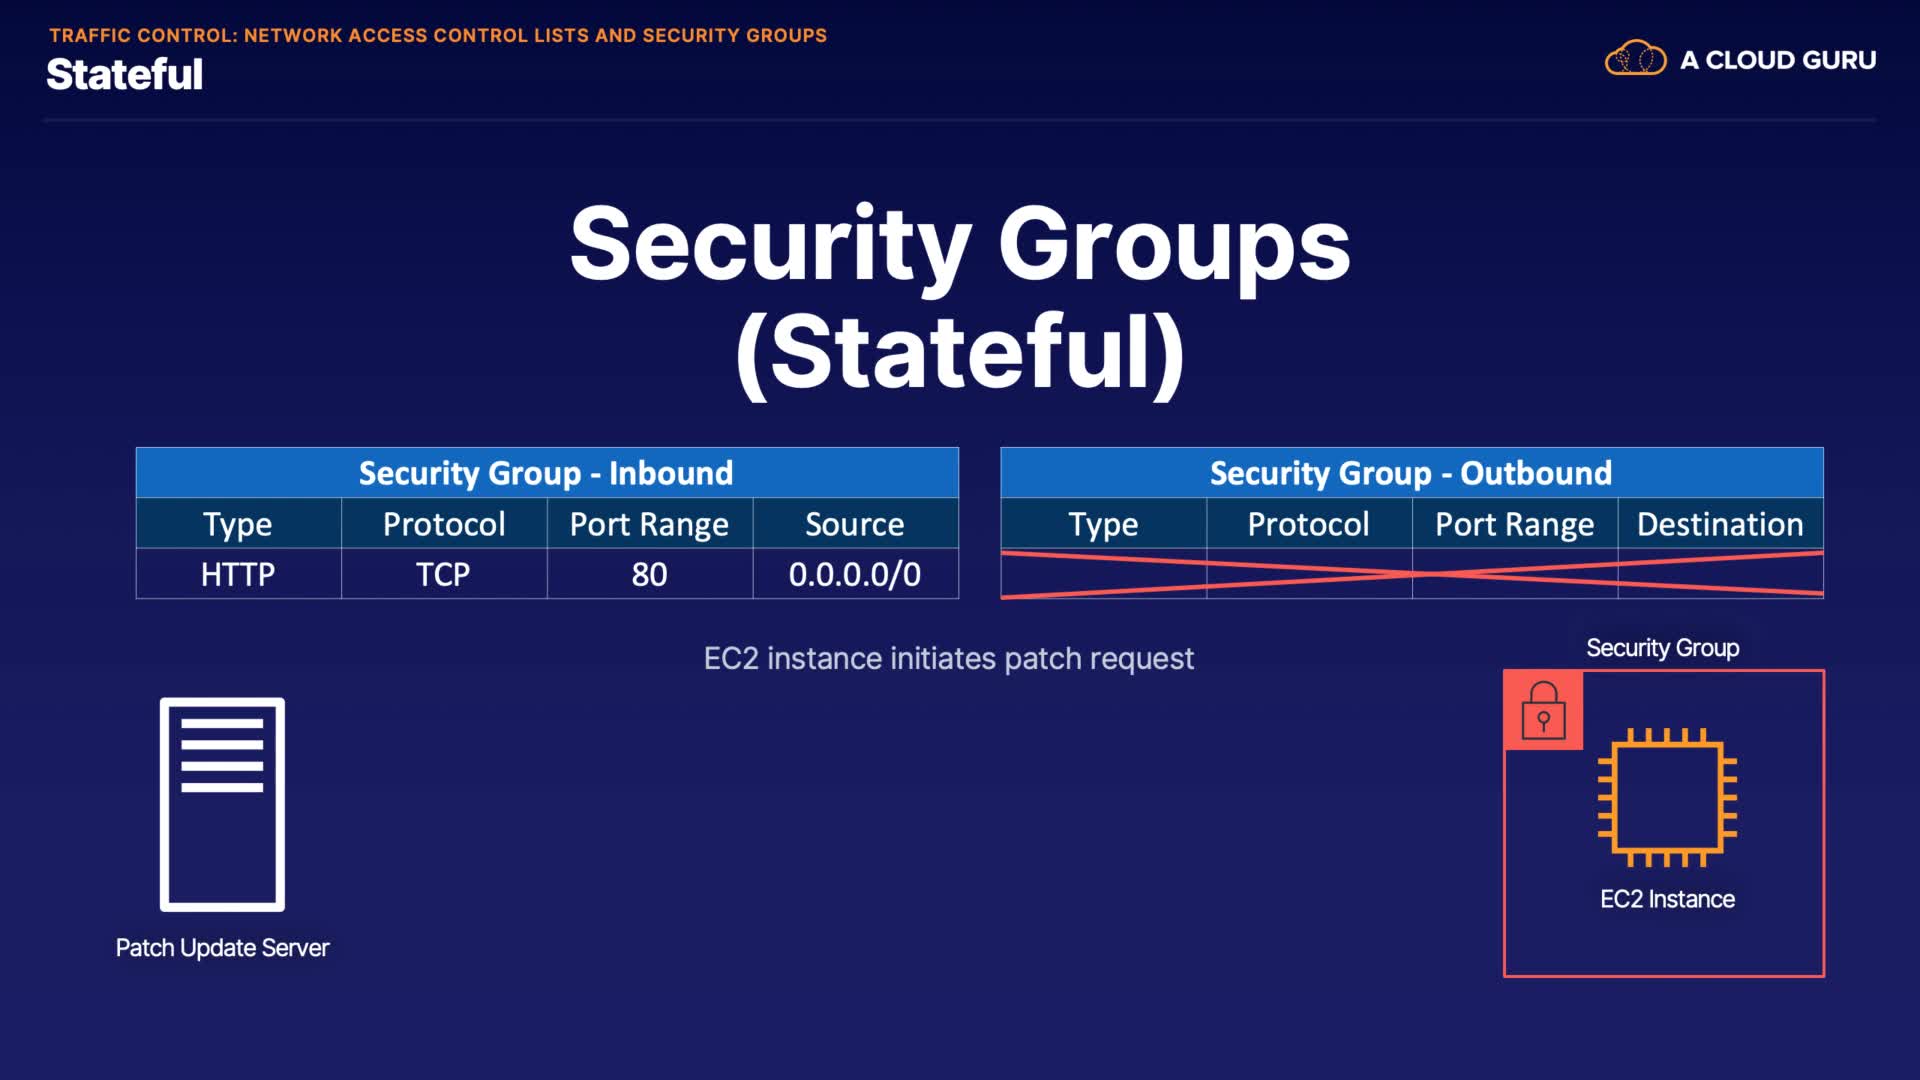 TRAFFIC CONTROL: NETWORK ACCESS CONTROL LISTS AND SECURITY GROUPS
Stateful
A CLOUD GURU
Security Groups
(Stateful)
Security Group - Inbound
Type Protocol Port Range Source
HTTP TCP 80 0.0.0.0/0
Security Group - Outbound
Type Protocol Port Range Destination
EC2 instance initiates patch request
Security Group
EC2 Instance
Patch Update Server